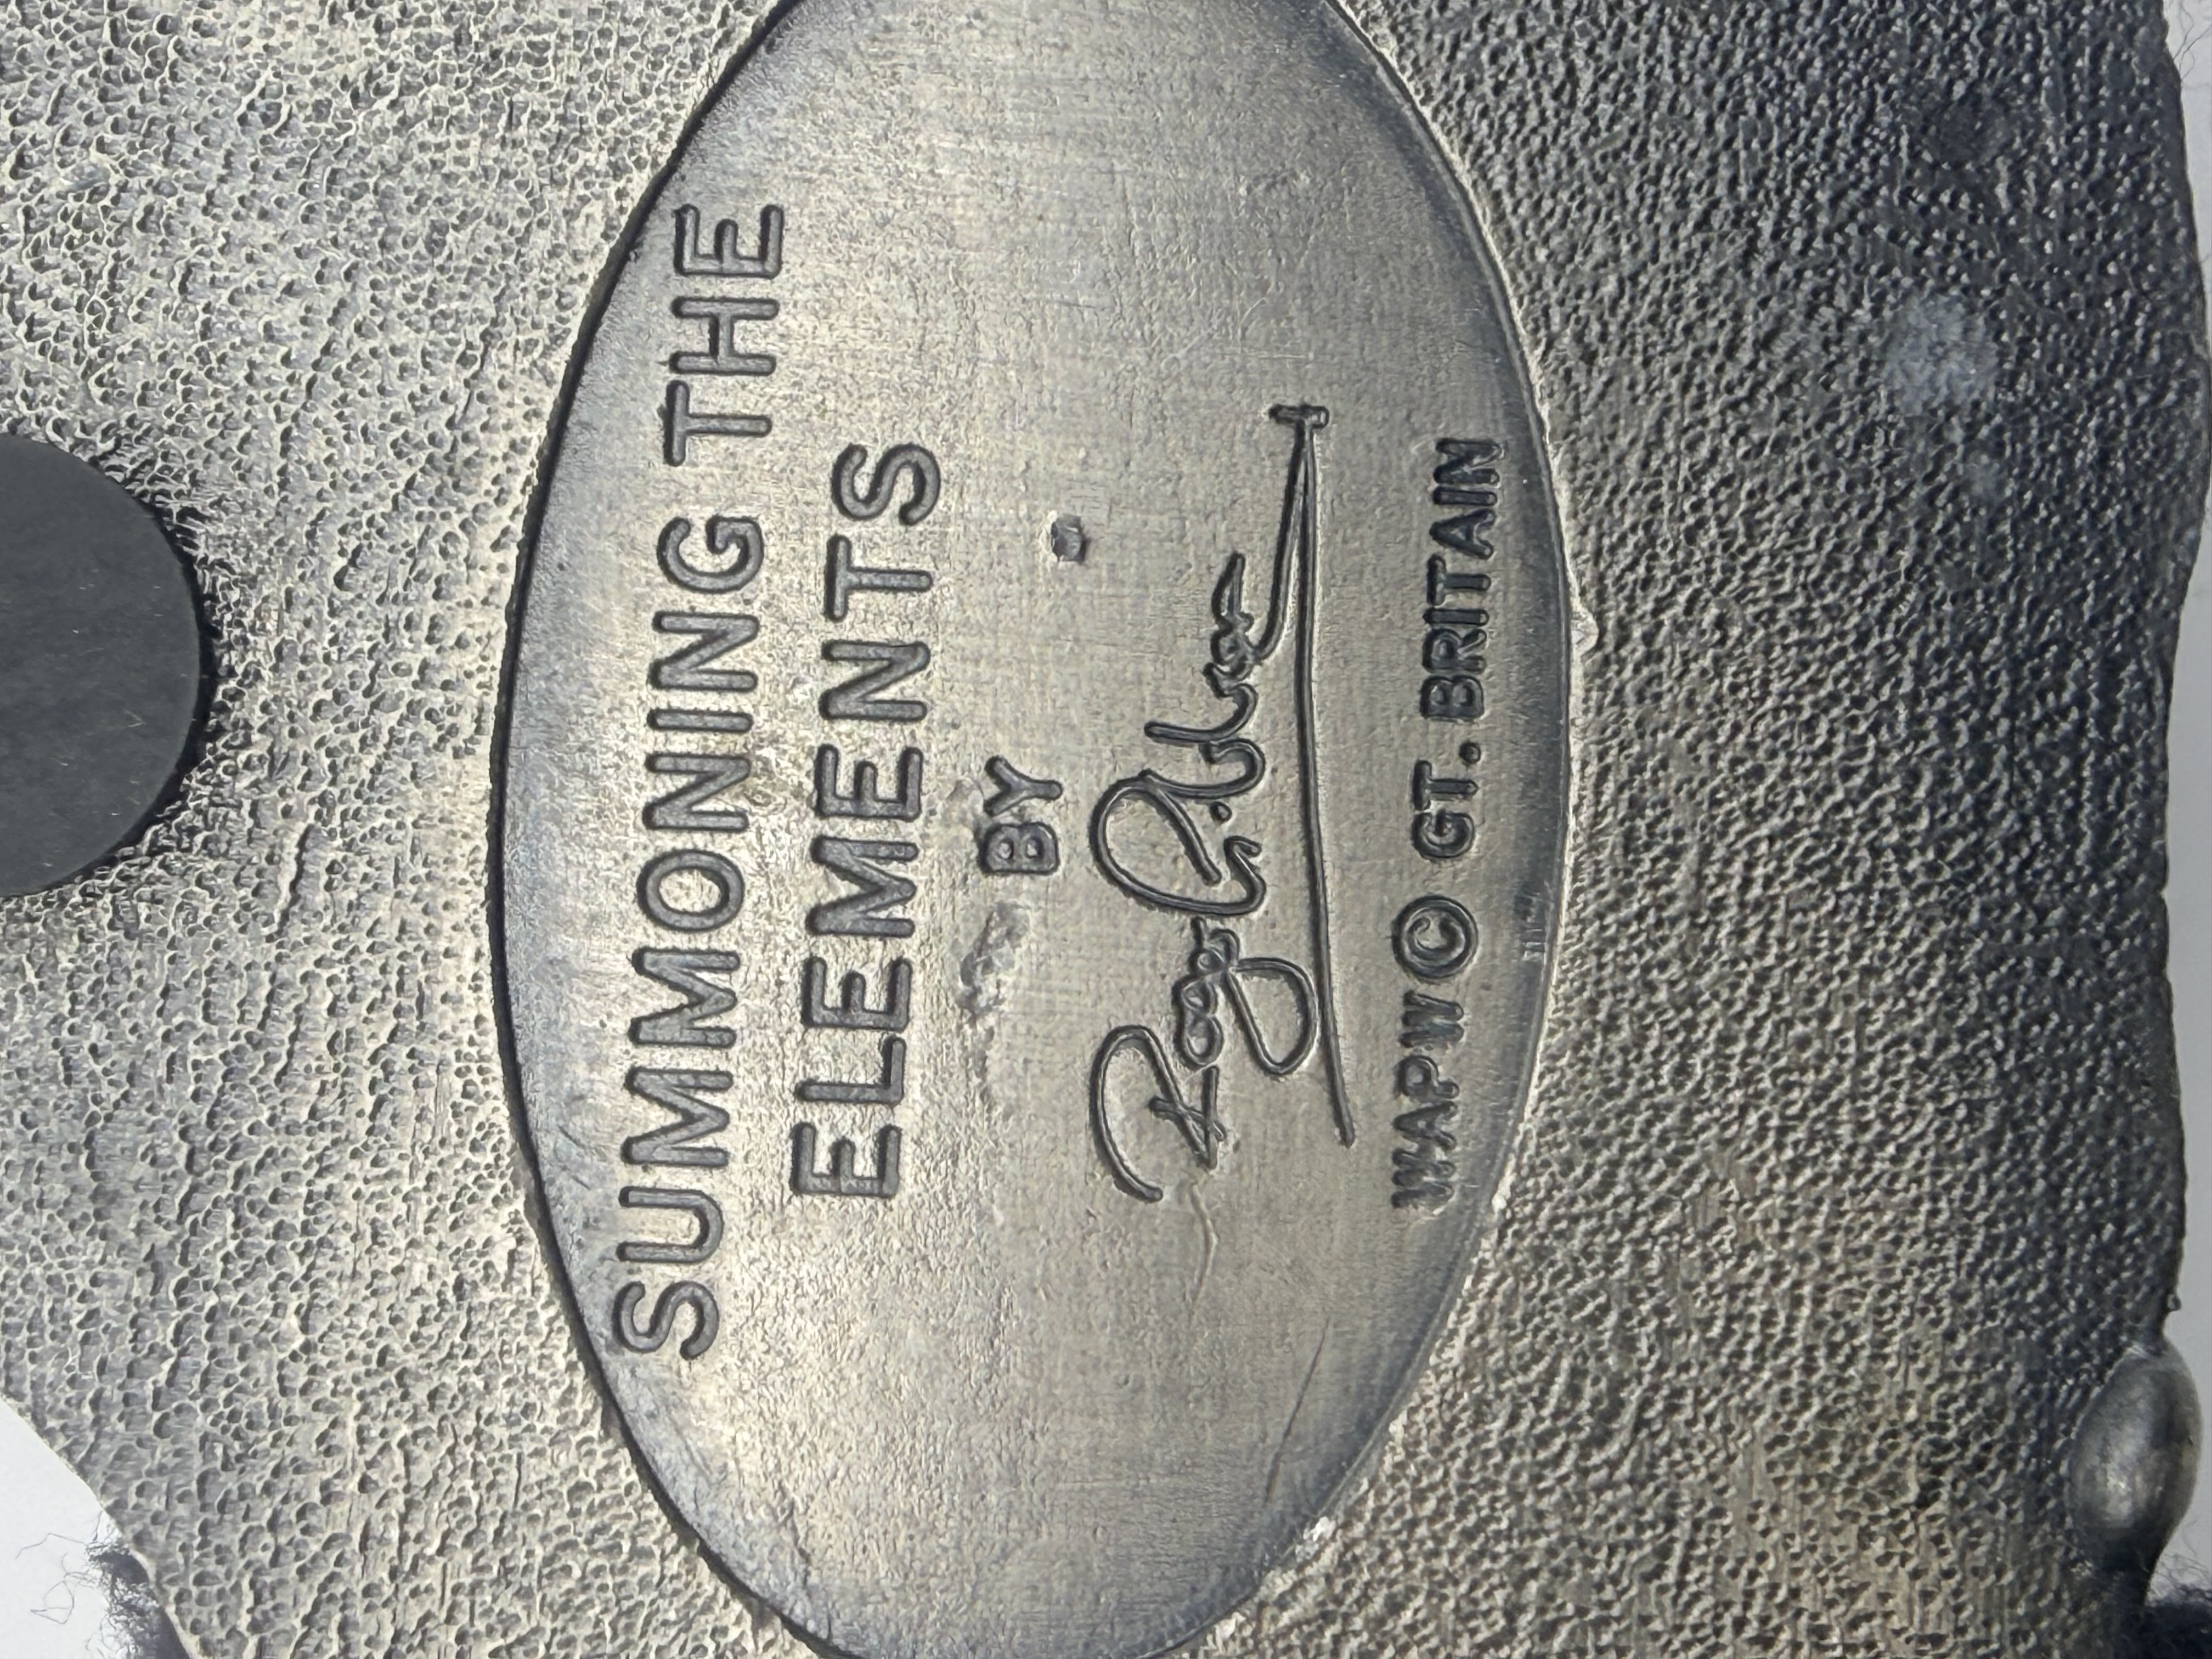 SUMMONING THE
ELEMENTS
BY
WAPW © GT. BRITAIN